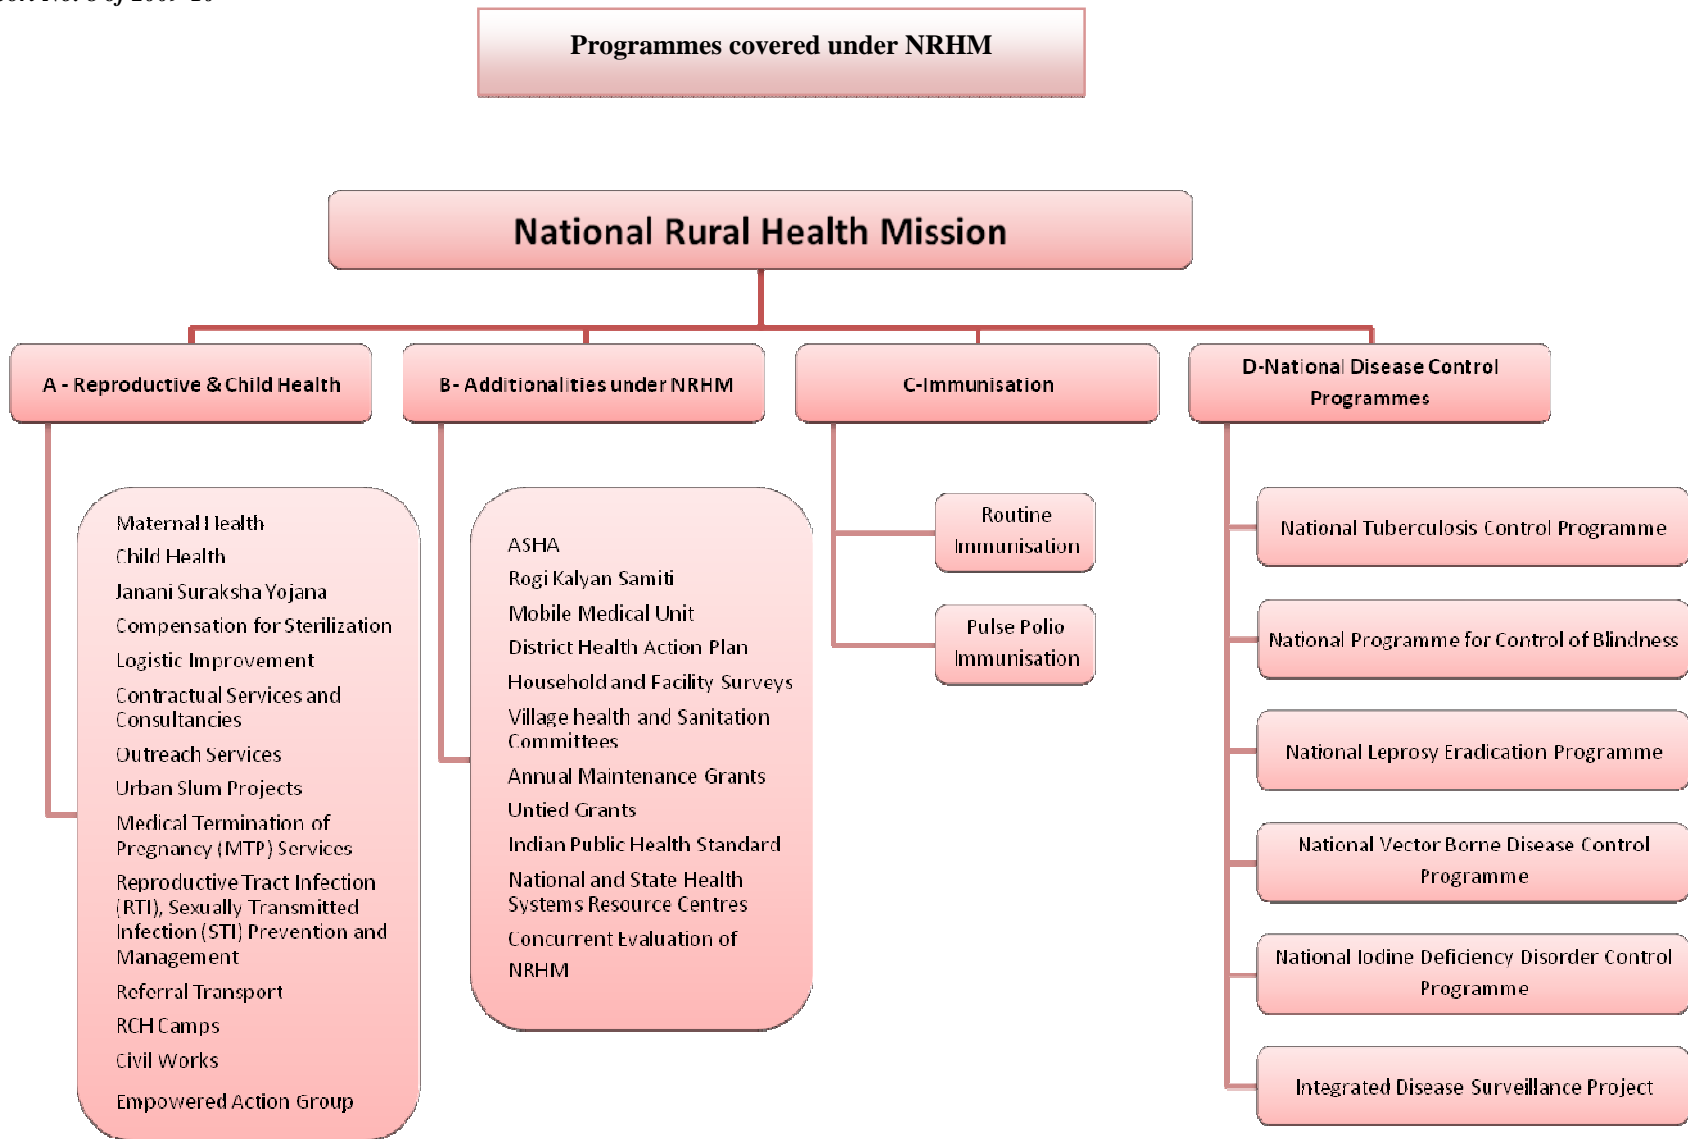 No. 8 of 2009-10
Programmes covered under NRHM
National Rural Health Mission
A - Reproductive & Child Health
B- Additionalities under NRHM
C-Immunisation
D-National Disease Control
Programmes
Maternal Health
Child Health
Janani Suraksha Yojana
Compensation for Sterilization
Logistic Improvement
Contractual Services and
Consultancies
Outreach Services
Urban Slum Projects
Medical Termination of
Pregnancy (MTP) Services
Reproductive Tract Infection
(RTI), Sexually Transmitted
Infection (STI) Prevention and
Management
Referral Transport
RCH Camps
Civil Works
Empowered Action Group
ASHA
Rogi Kalyan Samiti
Mobile Medical Unit
District Health Action Plan
Household and Facility Surveys
Village health and Sanitation
Committees
Annual Maintenance Grants
Untied Grants
Indian Public Health Standard
National and State Health
Systems Resource Centres
Concurrent Evaluation of
NRHM
Routine
Immunisation
Pulse Polio
Immunisation
National Tuberculosis Control Programme
National Programme for Control of Blindness
National Leprosy Eradication Programme
National Vector Borne Disease Control
Programme
National Iodine Deficiency Disorder Control
Programme
Integrated Disease Surveillance Project